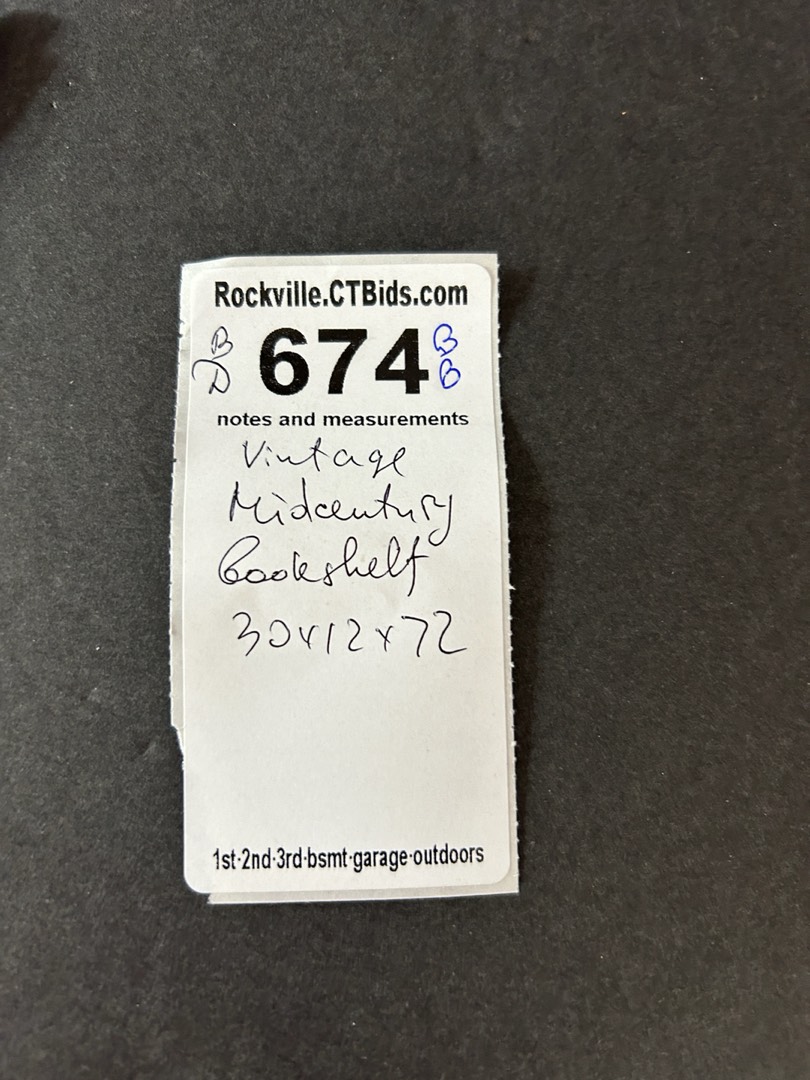 Rockville.CTBids.com
B 674 B
D B
notes and measurements
Vintage
Midcentury
Bookshelf
30x12x72
1st·2nd·3rd·bsmt·garage·outdoors